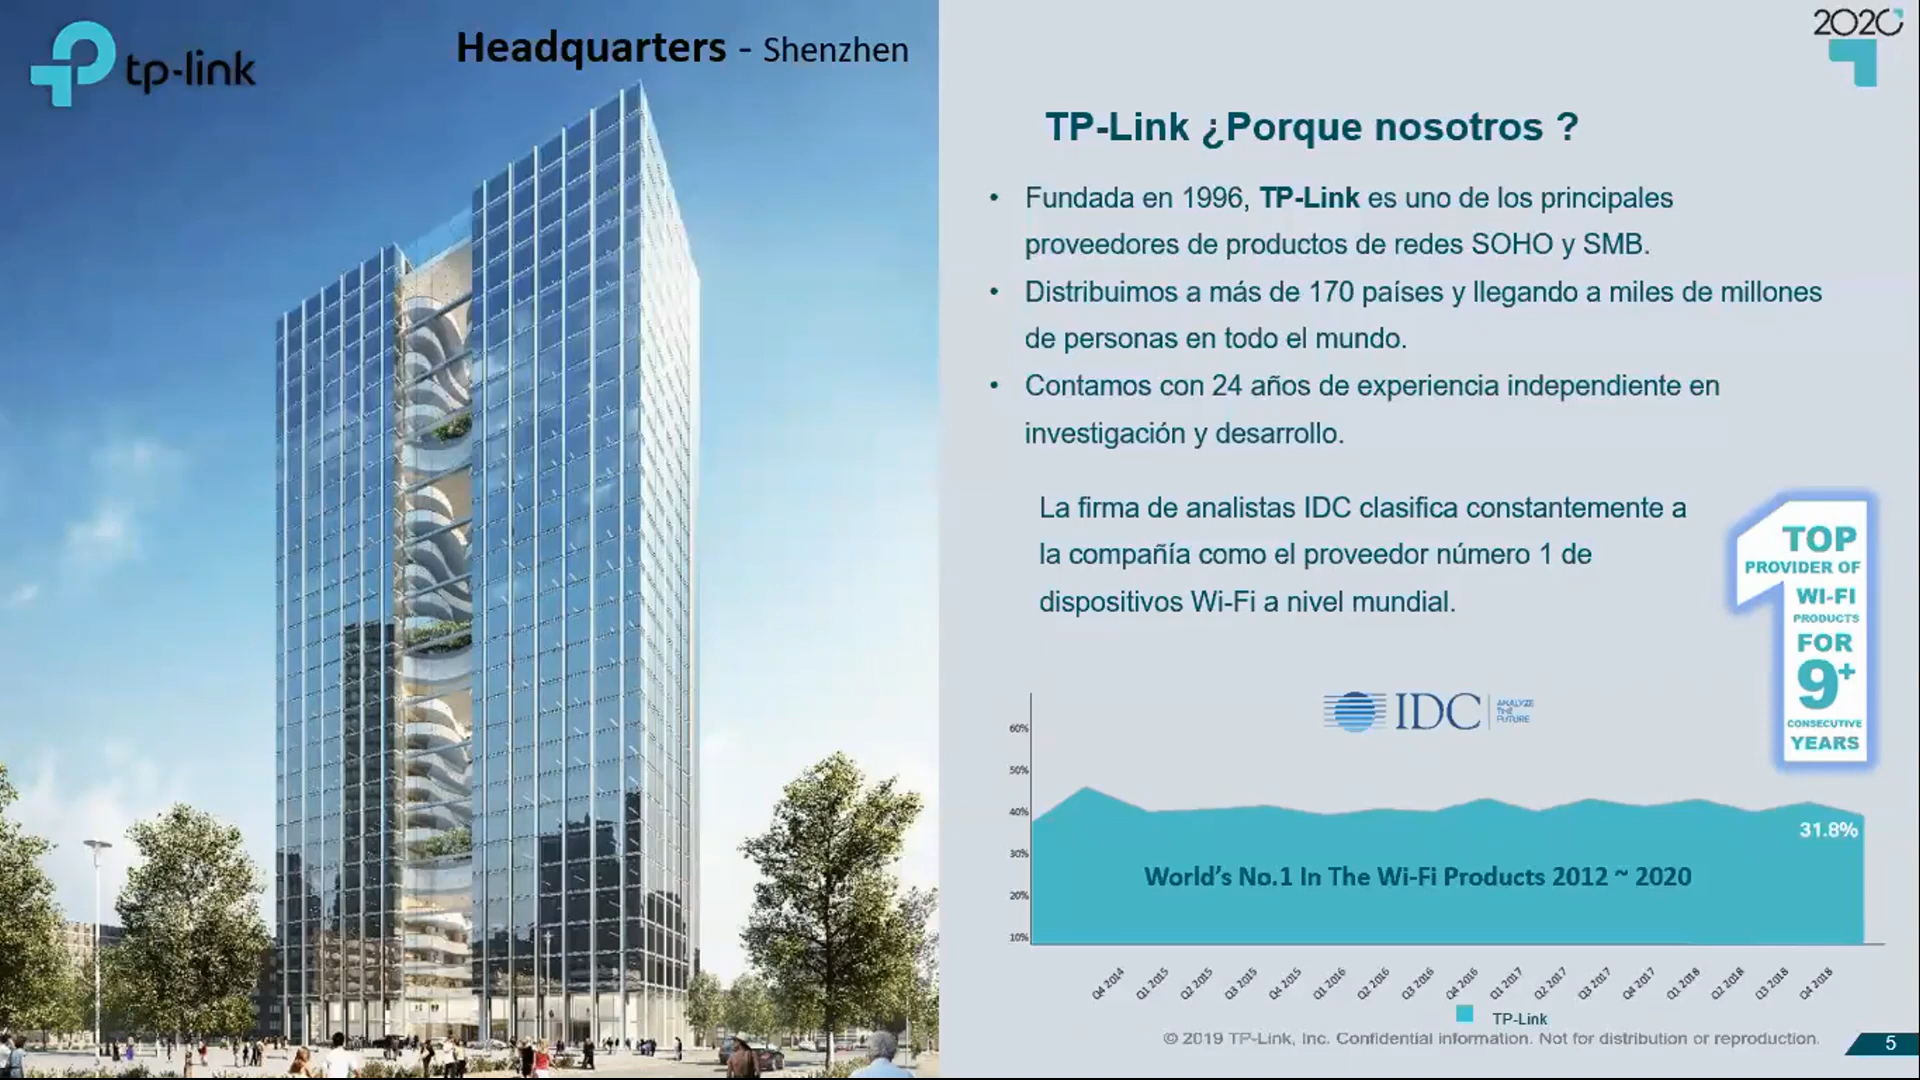 tp-link
Headquarters - Shenzhen
2020
TP-Link ¿Porque nosotros ?
• Fundada en 1996, TP-Link es uno de los principales
proveedores de productos de redes SOHO y SMB.
• Distribuimos a más de 170 países y llegando a miles de millones
de personas en todo el mundo.
• Contamos con 24 años de experiencia independiente en
investigación y desarrollo.
La firma de analistas IDC clasifica constantemente a
la compañía como el proveedor número 1 de
dispositivos Wi-Fi a nivel mundial.
TOP
PROVIDER OF
WI-FI
PRODUCTS
FOR
9+
CONSECUTIVE
YEARS
IDC
ANALYZE
THE
FUTURE
60%
50%
40%
30%
20%
10%
31.8%
World's No.1 In The Wi-Fi Products 2012 ~ 2020
Q4 2014
Q1 2015
Q2 2015
Q3 2015
Q4 2015
Q1 2016
Q2 2016
Q3 2016
Q4 2016
Q1 2017
Q2 2017
Q3 2017
Q4 2017
Q1 2018
Q2 2018
Q3 2018
Q4 2018
TP-Link
© 2019 TP-Link, Inc. Confidential information. Not for distribution or reproduction.
5